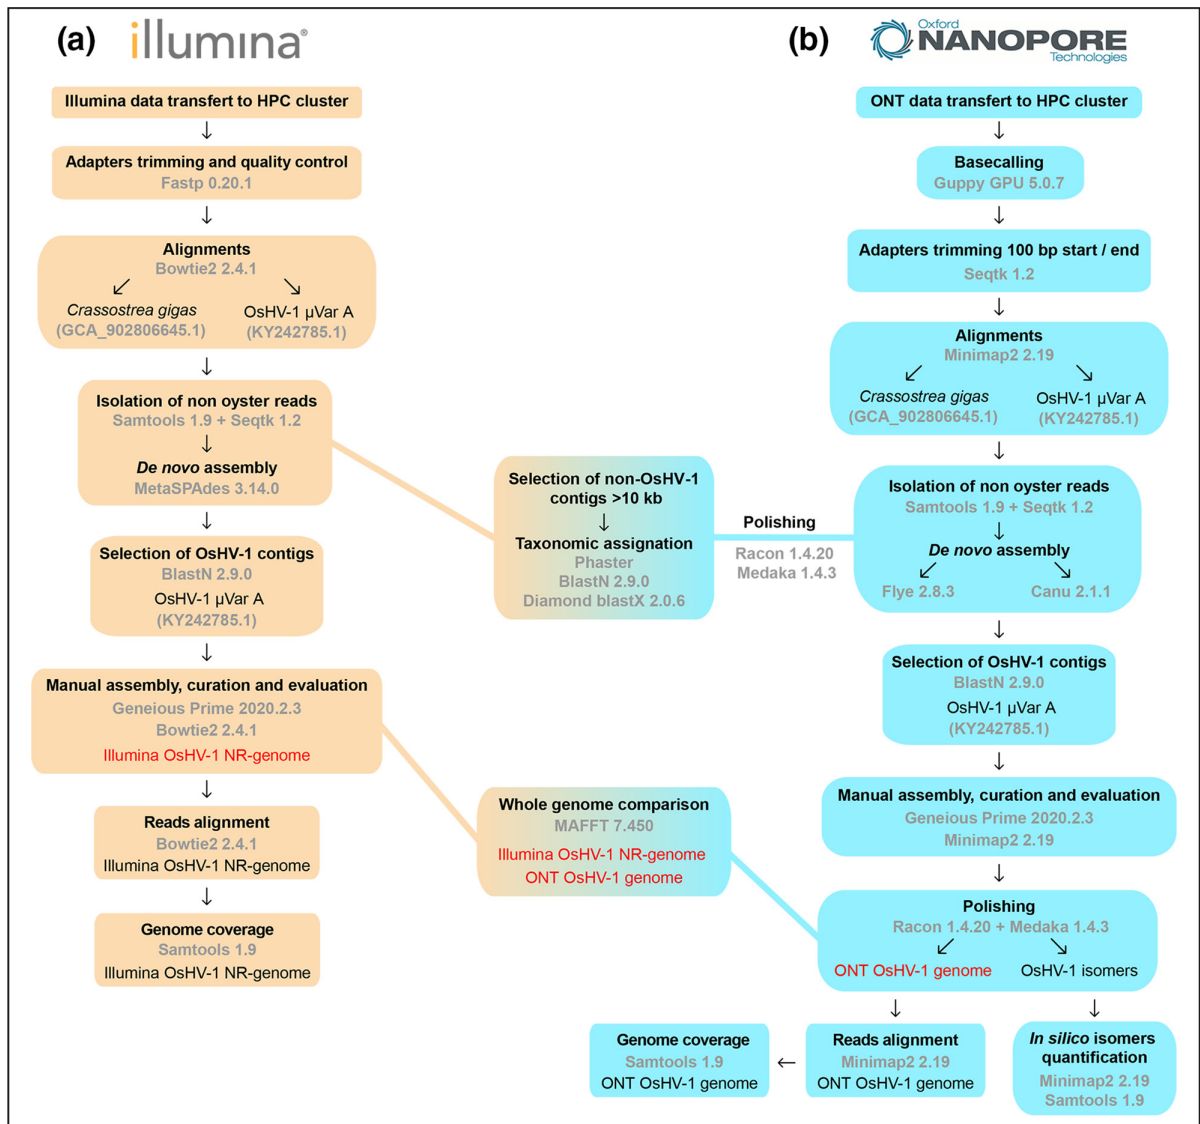 (a) illumina®
Illumina data transfert to HPC cluster
Adapters trimming and quality control
Fastp 0.20.1
Alignments
Bowtie2 2.4.1
Crassostrea gigas
(GCA_902806645.1)
OsHV-1 µVar A
(KY242785.1)
Isolation of non oyster reads
Samtools 1.9 + Seqtk 1.2
De novo assembly
MetaSPAdes 3.14.0
Selection of OsHV-1 contigs
BlastN 2.9.0
OsHV-1 µVar A
(KY242785.1)
Manual assembly, curation and evaluation
Geneious Prime 2020.2.3
Bowtie2 2.4.1
Illumina OsHV-1 NR-genome
Reads alignment
Bowtie2 2.4.1
Illumina OsHV-1 NR-genome
Genome coverage
Samtools 1.9
Illumina OsHV-1 NR-genome
Selection of non-OsHV-1
contigs >10 kb
Taxonomic assignation
Phaster
BlastN 2.9.0
Diamond blastX 2.0.6
Polishing
Racon 1.4.20
Medaka 1.4.3
Whole genome comparison
MAFFT 7.450
Illumina OsHV-1 NR-genome
ONT OsHV-1 genome
(b)
Oxford
NANOPORE
Technologies
ONT data transfert to HPC cluster
Basecalling
Guppy GPU 5.0.7
Adapters trimming 100 bp start / end
Seqtk 1.2
Alignments
Minimap2 2.19
Crassostrea gigas
(GCA_902806645.1)
OsHV-1 µVar A
(KY242785.1)
Isolation of non oyster reads
Samtools 1.9 + Seqtk 1.2
De novo assembly
Flye 2.8.3
Canu 2.1.1
Selection of OsHV-1 contigs
BlastN 2.9.0
OsHV-1 µVar A
(KY242785.1)
Manual assembly, curation and evaluation
Geneious Prime 2020.2.3
Minimap2 2.19
Polishing
Racon 1.4.20 + Medaka 1.4.3
ONT OsHV-1 genome
OsHV-1 isomers
Reads alignment
Minimap2 2.19
ONT OsHV-1 genome
Genome coverage
Samtools 1.9
ONT OsHV-1 genome
In silico isomers
quantification
Minimap2 2.19
Samtools 1.9